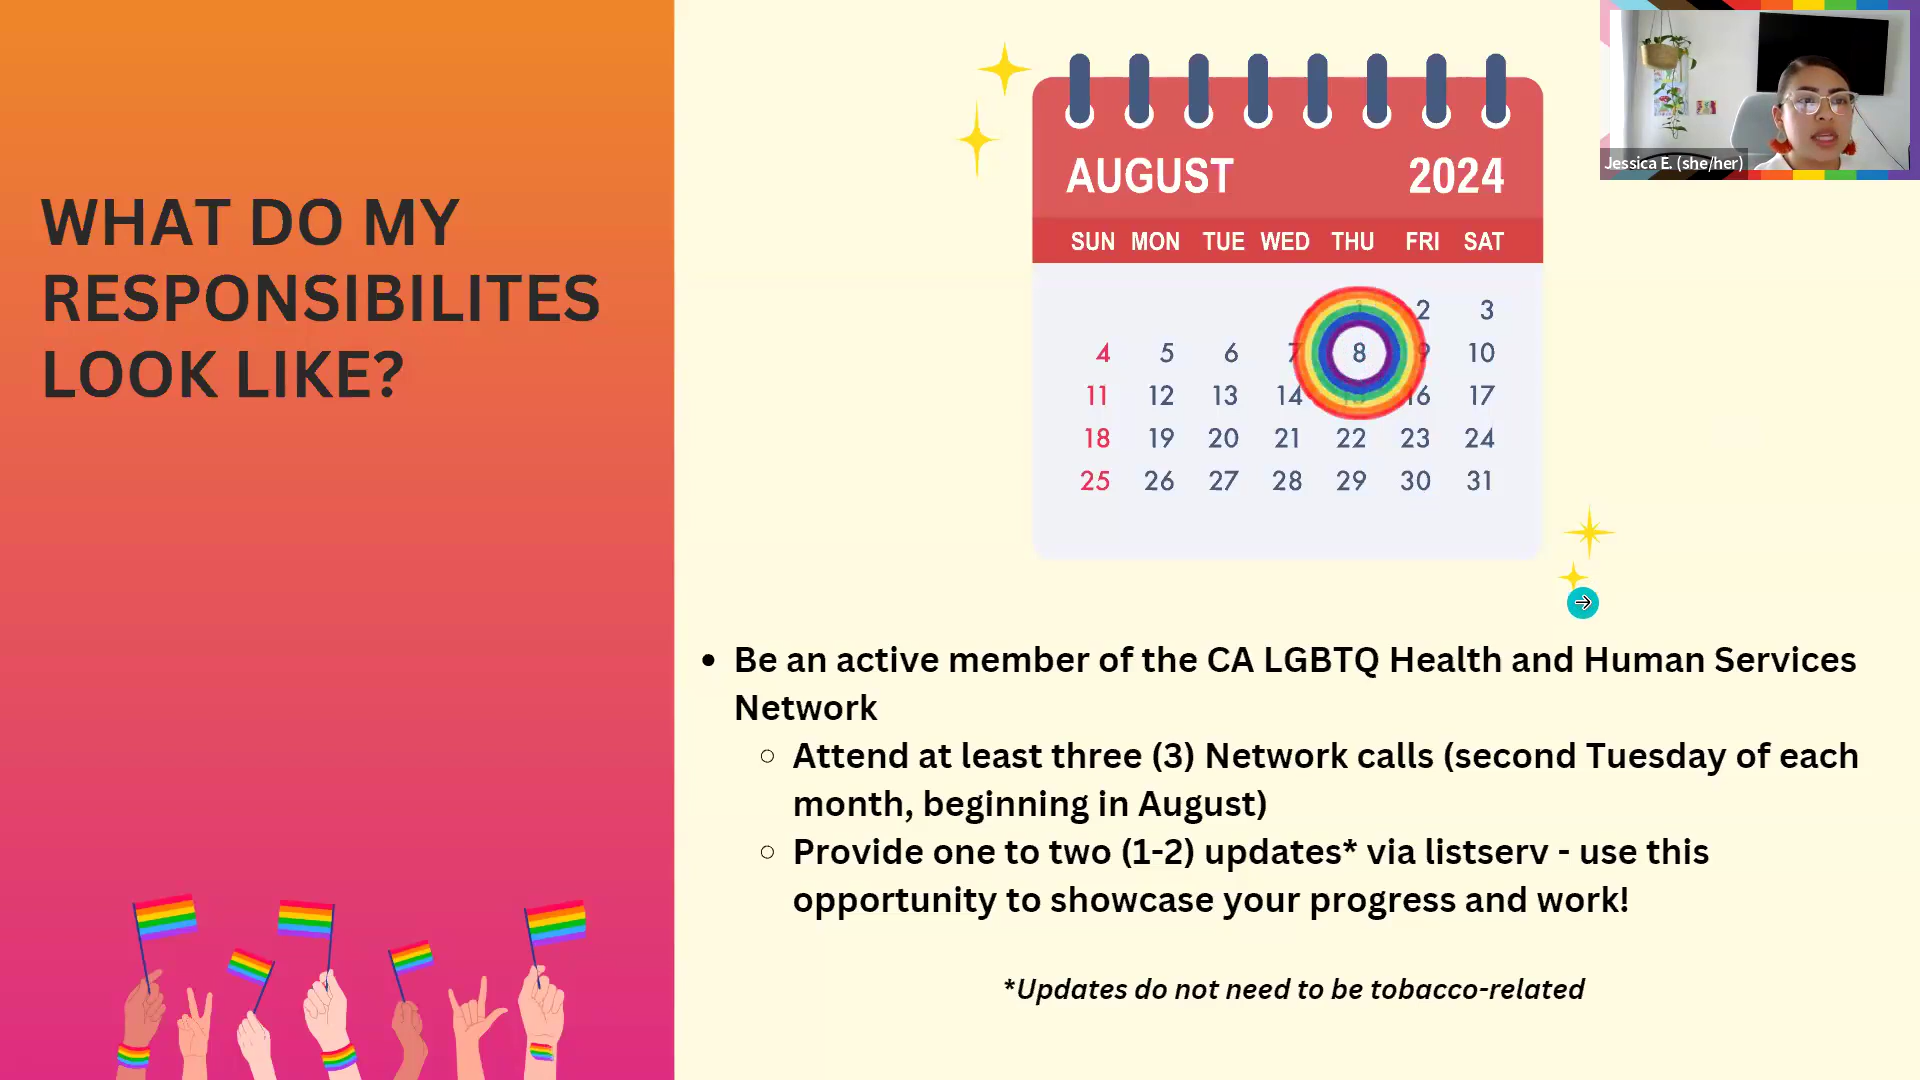 WHAT DO MY
RESPONSIBILITES
LOOK LIKE?
AUGUST 2024
SUN MON TUE WED THU FRI SAT
1 2 3
4 5 6 7 8 9 10
11 12 13 14 15 16 17
18 19 20 21 22 23 24
25 26 27 28 29 30 31
Jessica E. (she/her)
• Be an active member of the CA LGBTQ Health and Human Services
Network
○ Attend at least three (3) Network calls (second Tuesday of each
month, beginning in August)
○ Provide one to two (1-2) updates* via listserv - use this
opportunity to showcase your progress and work!
*Updates do not need to be tobacco-related